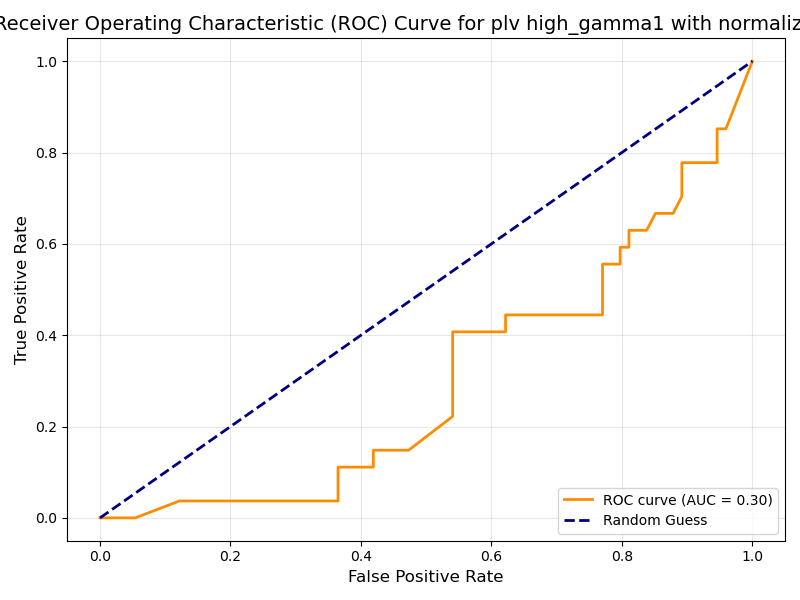 Receiver Operating Characteristic (ROC) Curve for plv high_gamma1 with normaliz
True Positive Rate
1.0
0.8
0.6
0.4
0.2
0.0
ROC curve (AUC = 0.30)
Random Guess
0.0 0.2 0.4 0.6 0.8 1.0
False Positive Rate